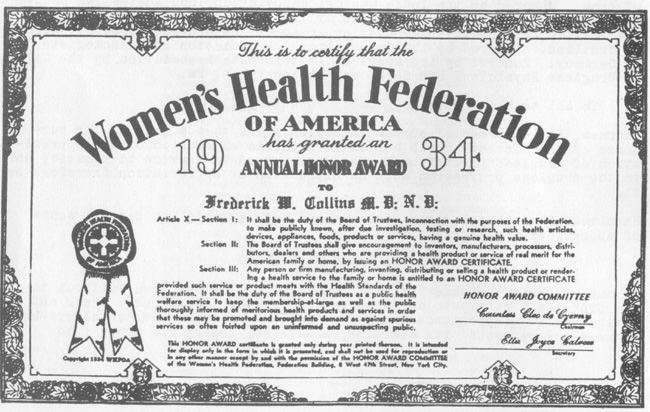 This is to certify that the
Women's Health Federation
OF AMERICA
has granted an
1934
ANNUAL HONOR AWARD
TO
Frederick W. Collins M. D; N. D;
Article X — Section I: It shall be the duty of the Board of Trustees, inconnection with the purposes of the Federation,
to make publicly known, after due investigation, testing or research, such health articles,
devices, appliances, foods, products or services, having a genuine health value.
Section II: The Board of Trustees shall give encouragement to inventors, manufacturers, processors, distri-
butors, dealers and others who are providing a health product or service of real merit for the
American family or home, by issuing an HONOR AWARD CERTIFICATE.
Section III: Any person or firm manufacturing, inventing, distributing or selling a health product or render-
ing a health service to the family or home is entitled to an HONOR AWARD CERTIFICATE
provided such service or product meets with the Health Standards of the
Federation. It shall be the duty of the Board of Trustees as a public health
welfare service to keep the membership-at-large as well as the public
thoroughly informed of meritorious health products and services in order
that these may be promoted and brought into demand as against spurious
services so often foisted upon an uninformed and unsuspecting public.
HONOR AWARD COMMITTEE
Countess Cleo de
Chairman
Joyce
Secretary
This HONOR AWARD certificate is granted only during year printed thereon. It is intended
for display only in the form in which it is presented, and shall not be used for reproduction or
in any other manner except by and with the permission of the HONOR AWARD COMMITTEE
of the Women's Health Federation, Federation Building, 8 West 47th Street, New York City.
Copyright 1934 WHFOA